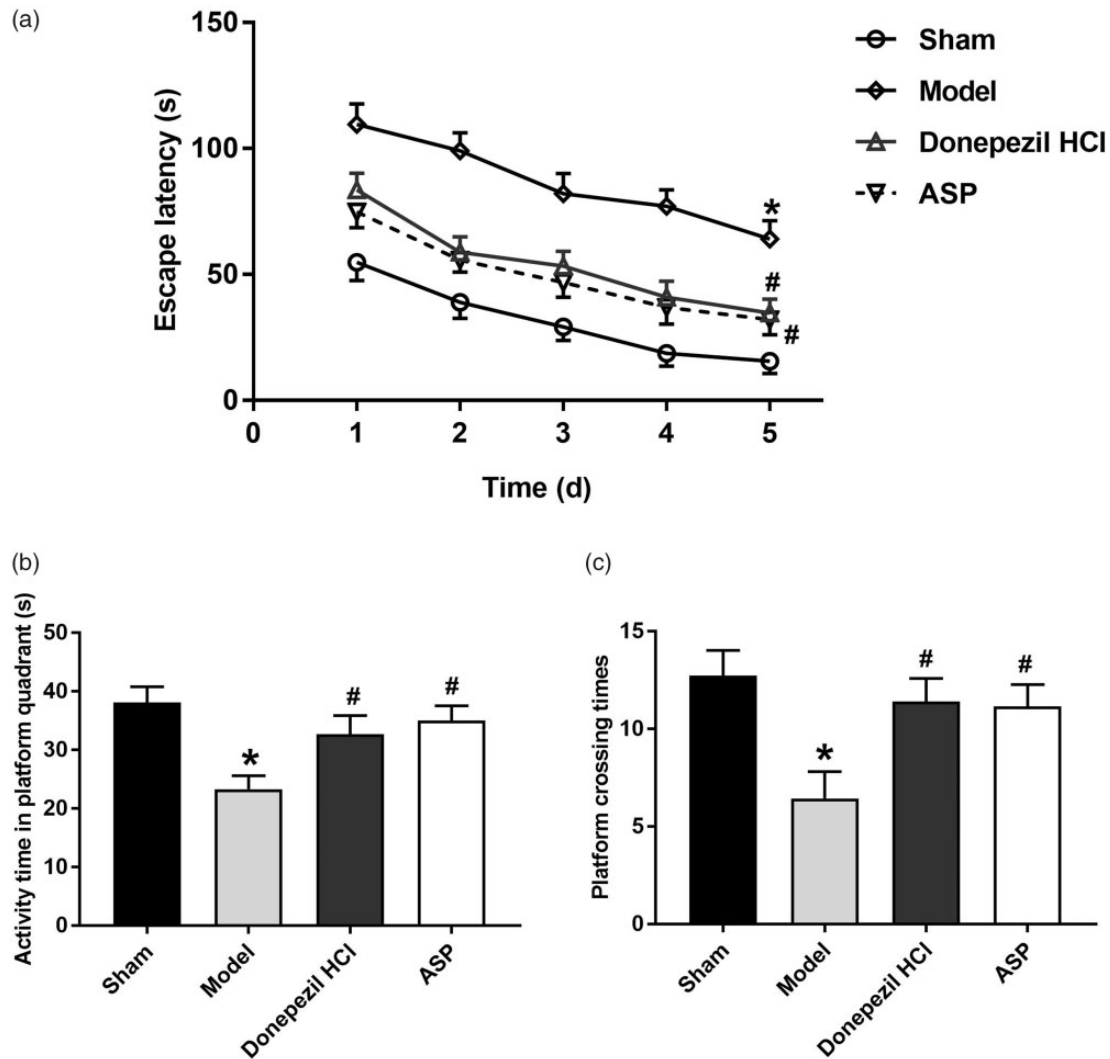 (a)
150
100
50
0
Escape latency (s)
*
#
#
0 1 2 3 4 5
Time (d)
Sham
Model
Donepezil HCl
ASP
(b)
50
40
30
20
10
0
Activity time in platform quadrant (s)
*
#
#
Sham
Model
Donepezil HCl
ASP
(c)
15
10
5
0
Platform crossing times
*
#
#
Sham
Model
Donepezil HCl
ASP